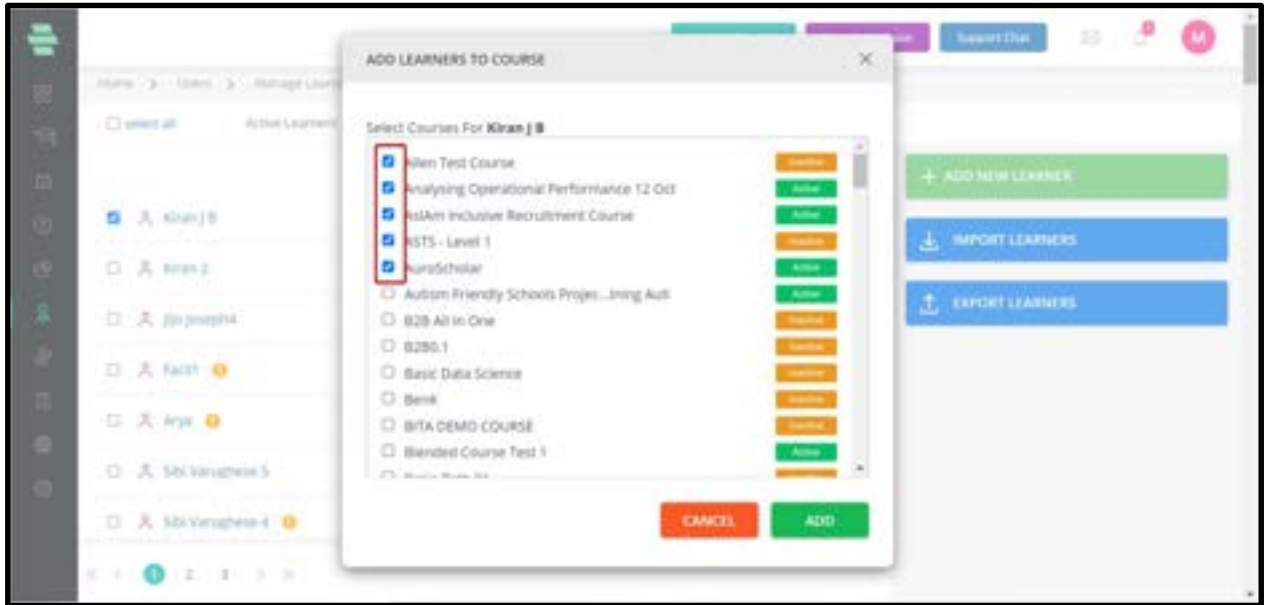 Support Chat
M
ADD LEARNERS TO COURSE
Home > Users > Manage
select all Active Learners
Select Courses For Kiran J B
Allen Test Course Inactive
Analysing Operational Performance 12 Oct Active
AsIAm Inclusive Recruitment Course Active
ASTS - Level 1 Inactive
AuroScholar Active
Autism Friendly Schools Projec...ining Auti Active
B2B All In One Inactive
B2B0.1 Inactive
Basic Data Science Inactive
Benk Inactive
BITA DEMO COURSE Inactive
Blended Course Test 1 Active
CANCEL ADD
Kiran J B
Kiran 2
Jijo Joseph4
Arya
Sibi Varughese 5
Sibi Varughese 4
1 2 3
+ ADD NEW LEARNER
IMPORT LEARNERS
EXPORT LEARNERS